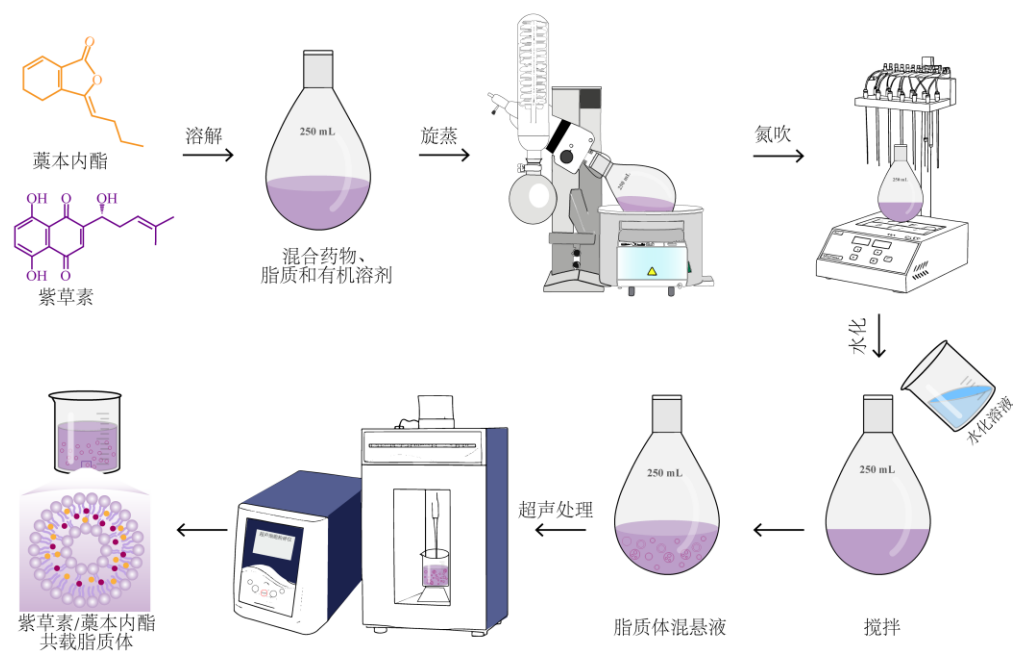 O
O
藁本内酯
OH
O
OH
OH
O
紫草素
溶解
250 mL
混合药物、
脂质和有机溶剂
旋蒸
250 mL
氮吹
250 mL
水化
水化溶液
250 mL
搅拌
250 mL
脂质体混悬液
超声处理
紫草素/藁本内酯
共载脂质体